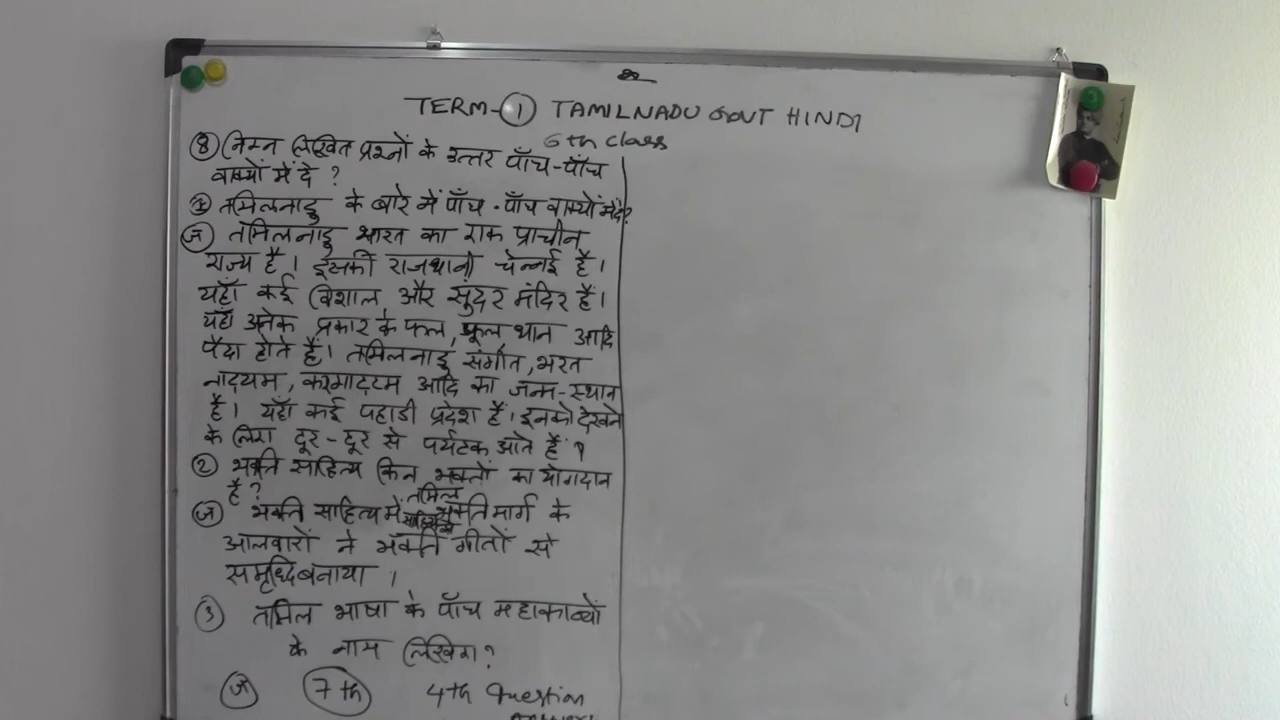 TERM-① TAMILNADU GOVT HINDI
6th class
⑧ निम्न लिखित प्रश्नों के उत्तर पाँच-पाँच
वाक्यों में दे ?
① तमिलनाडु के बारे में पाँच-पाँच वाक्यों में दे?
ज तमिलनाडु भारत का एक प्राचीन
राज्य है। इसकी राजधानी चेन्नई है।
यहाँ कई विशाल और सुंदर मंदिर हैं।
यहाँ अनेक प्रकार के फल, फूल धान आदि
पैदा होते हैं। तमिलनाडु संगीत, भरत
नाट्यम, करगाट्टम आदि का जन्म-स्थान
है। यहाँ कई पहाडी प्रदेश हैं। इनको देखने
के लिए दूर-दूर से पर्यटक आते हैं।
② भक्ति साहित्य किन भक्तों का योगदान
है?
ज भक्ति साहित्य में तमिल भक्ति मार्ग के
आलवारों ने भक्ति गीतों से
समृध्दि बनाया ।
③ तमिल भाषा के पाँच महाकाव्यों
के नाम लिखिए?
ज 7th 4th Question